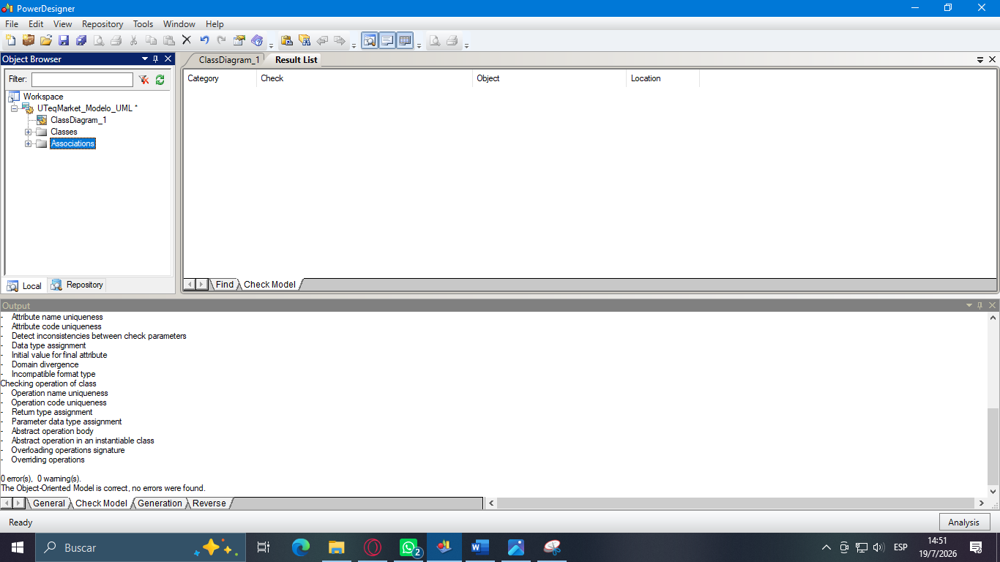 PowerDesigner
File Edit View Repository Tools Window Help
Object Browser
Filter:
Workspace
UTeqMarket_Modelo_UML *
ClassDiagram_1
Classes
Associations
Local Repository
ClassDiagram_1 Result List
Category Check Object Location
Find Check Model
Output
- Attribute name uniqueness
- Attribute code uniqueness
- Detect inconsistencies between check parameters
- Data type assignment
- Initial value for final attribute
- Domain divergence
- Incompatible format type
Checking operation of class
- Operation name uniqueness
- Operation code uniqueness
- Return type assignment
- Parameter data type assignment
- Abstract operation body
- Abstract operation in an instantiable class
- Overloading operations signature
- Overriding operations
0 error(s), 0 warning(s).
The Object-Oriented Model is correct, no errors were found.
General Check Model Generation Reverse
Ready
Analysis
Buscar
2
ESP
14:51
19/7/2026